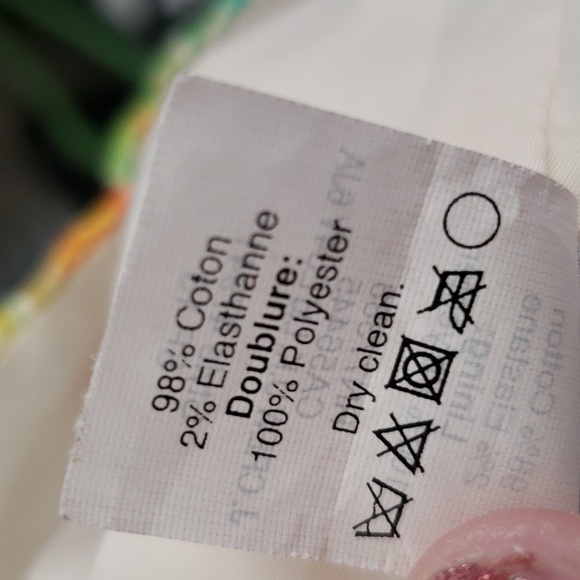 98% Coton
2% Elasthanne
Doublure:
100% Polyester
Dry clean.